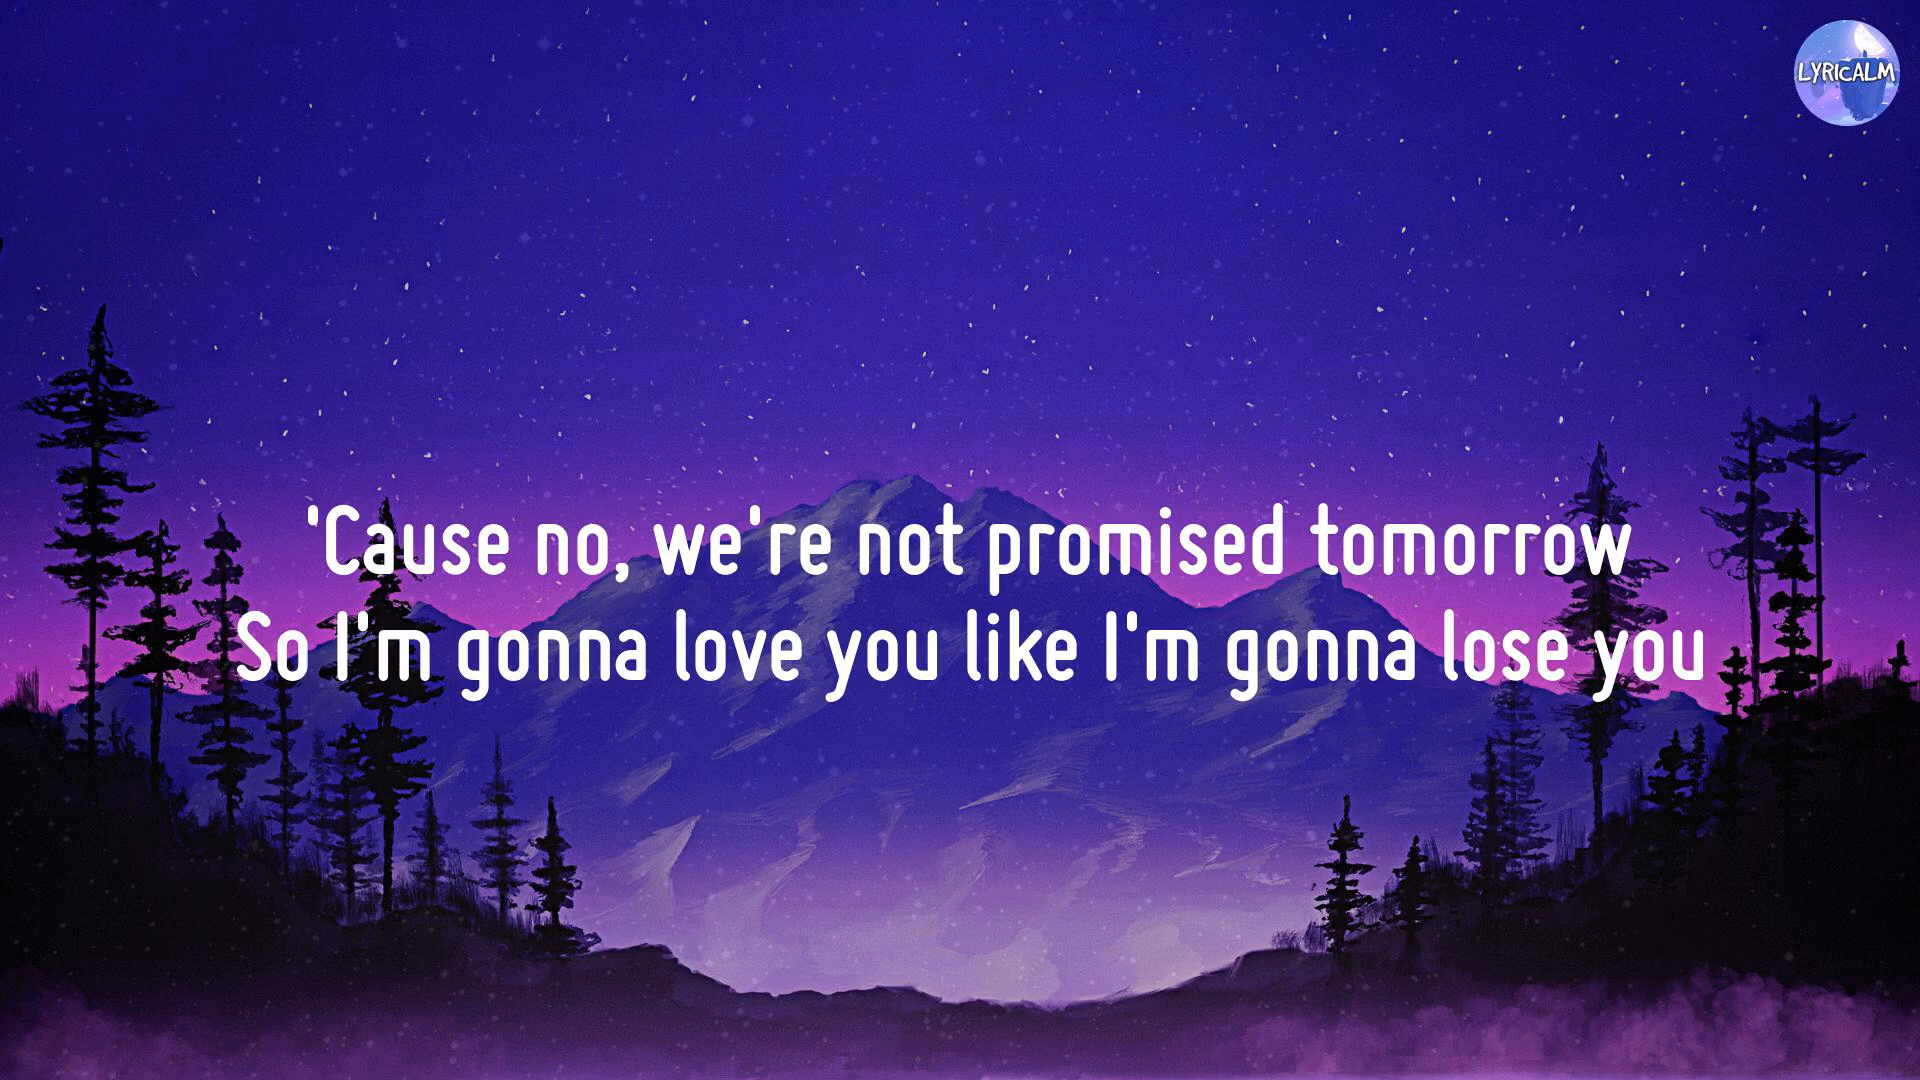 LYRICALM
'Cause no, we're not promised tomorrow
So I'm gonna love you like I'm gonna lose you